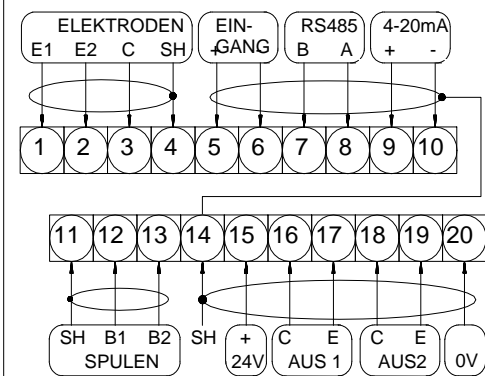 ELEKTRODEN EIN- RS485 4-20mA
E1 E2 C SH + GANG B A + -
1 2 3 4 5 6 7 8 9 10
11 12 13 14 15 16 17 18 19 20
SH B1 B2 SH + C E C E
SPULEN 24V AUS 1 AUS2 0V